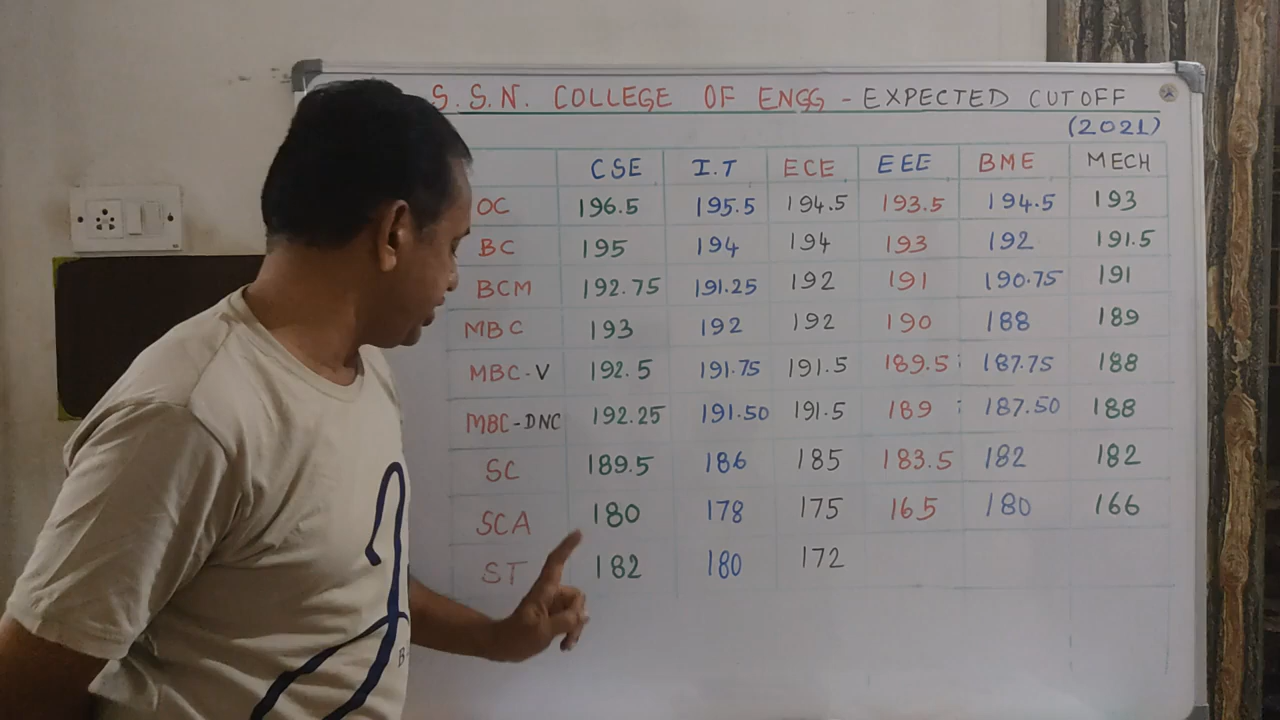 S.S.N. COLLEGE OF ENGG - EXPECTED CUTOFF
(2021)
CSE I.T ECE EEE BME MECH
OC 196.5 195.5 194.5 193.5 194.5 193
BC 195 194 194 193 192 191.5
BCM 192.75 191.25 192 191 190.75 191
MBC 193 192 192 190 188 189
MBC-V 192.5 191.75 191.5 189.5 187.75 188
MBC-DNC 192.25 191.50 191.5 189 187.50 188
SC 189.5 186 185 183.5 182 182
SCA 180 178 175 165 180 166
ST 182 180 172